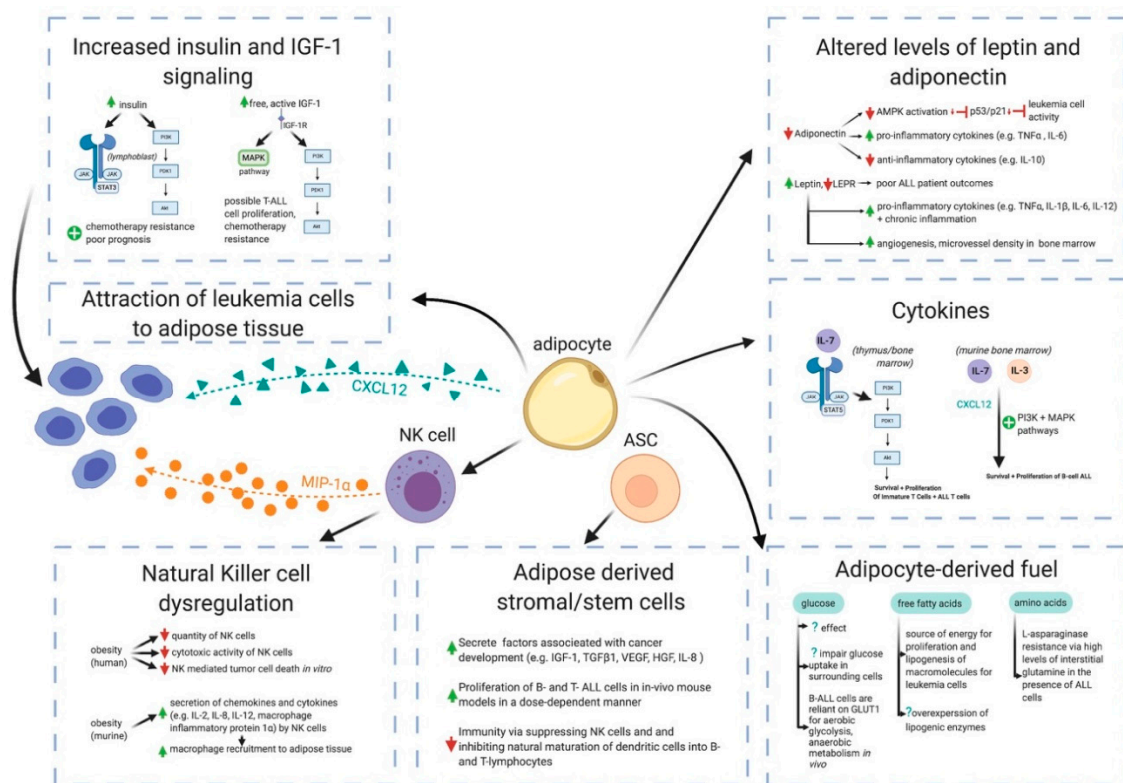 Increased insulin and IGF-1
signaling
insulin
free, active IGF-1
IGF-1R
(lymphoblast)
PI3K
JAK
JAK
STAT3
PDK1
Akt
MAPK
pathway
PI3K
PDK1
Akt
chemotherapy resistance
poor prognosis
possible T-ALL
cell proliferation,
chemotherapy
resistance
Altered levels of leptin and
adiponectin
Adiponectin
AMPK activation
p53/p21
leukemia cell
activity
pro-inflammatory cytokines (e.g. TNFα, IL-6)
anti-inflammatory cytokines (e.g. IL-10)
Leptin, LEPR
poor ALL patient outcomes
pro-inflammatory cytokines (e.g. TNFα, IL-1β, IL-6, IL-12)
+ chronic inflammation
angiogenesis, microvessel density in bone marrow
Attraction of leukemia cells
to adipose tissue
adipocyte
CXCL12
NK cell
ASC
MIP-1α
Cytokines
IL-7
(thymus/bone
marrow)
JAK
JAK
STAT5
PI3K
PDK1
Akt
Survival + Proliferation
Of Immature T Cells + ALL T cells
(murine bone marrow)
IL-7
IL-3
CXCL12
PI3K + MAPK
pathways
Survival + Proliferation of B-cell ALL
Natural Killer cell
dysregulation
obesity
(human)
quantity of NK cells
cytotoxic activity of NK cells
NK mediated tumor cell death in vitro
obesity
(murine)
secretion of chemokines and cytokines
(e.g. IL-2, IL-8, IL-12, macrophage
inflammatory protein 1α) by NK cells
macrophage recruitment to adipose tissue
Adipose derived
stromal/stem cells
Secrete factors associeated with cancer
development (e.g. IGF-1, TGFβ1, VEGF, HGF, IL-8 )
Proliferation of B- and T- ALL cells in in-vivo mouse
models in a dose-dependent manner
Immunity via suppressing NK cells and and
inhibiting natural maturation of dendritic cells into B-
and T-lymphocytes
Adipocyte-derived fuel
glucose
? effect
? impair glucose
uptake in
surrounding cells
B-ALL cells are
reliant on GLUT1
for aerobic
glycolysis,
anaerobic
metabolism in
vivo
free fatty acids
source of energy for
proliferation and
lipogenesis of
macromolecules for
leukemia cells
?overexperssion of
lipogenic enzymes
amino acids
L-asparaginase
resistance via high
levels of interstitial
glutamine in the
presence of ALL
cells